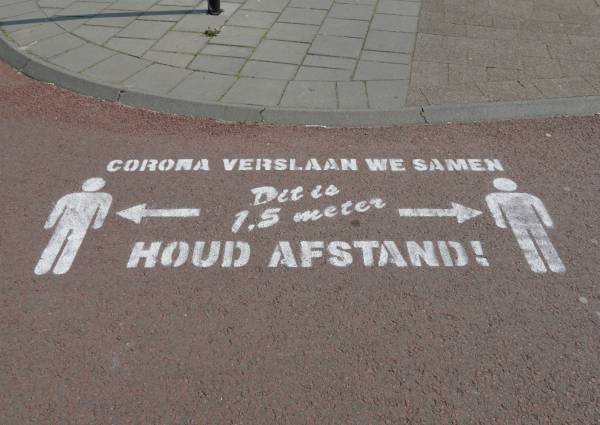 CORONA VERSLAAN WE SAMEN
Dit is
1,5 meter
HOUD AFSTAND!